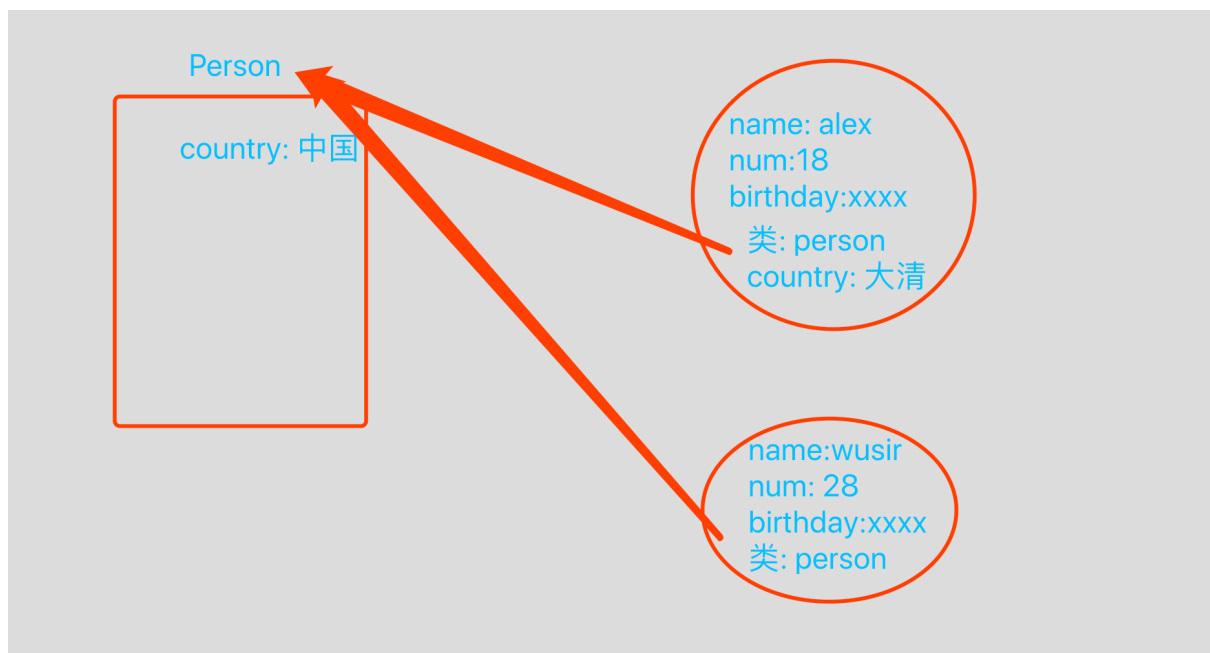 Person
country: 中国
name: alex
num:18
birthday:xxxx
类: person
country: 大清
name:wusir
num: 28
birthday:xxxx
类: person